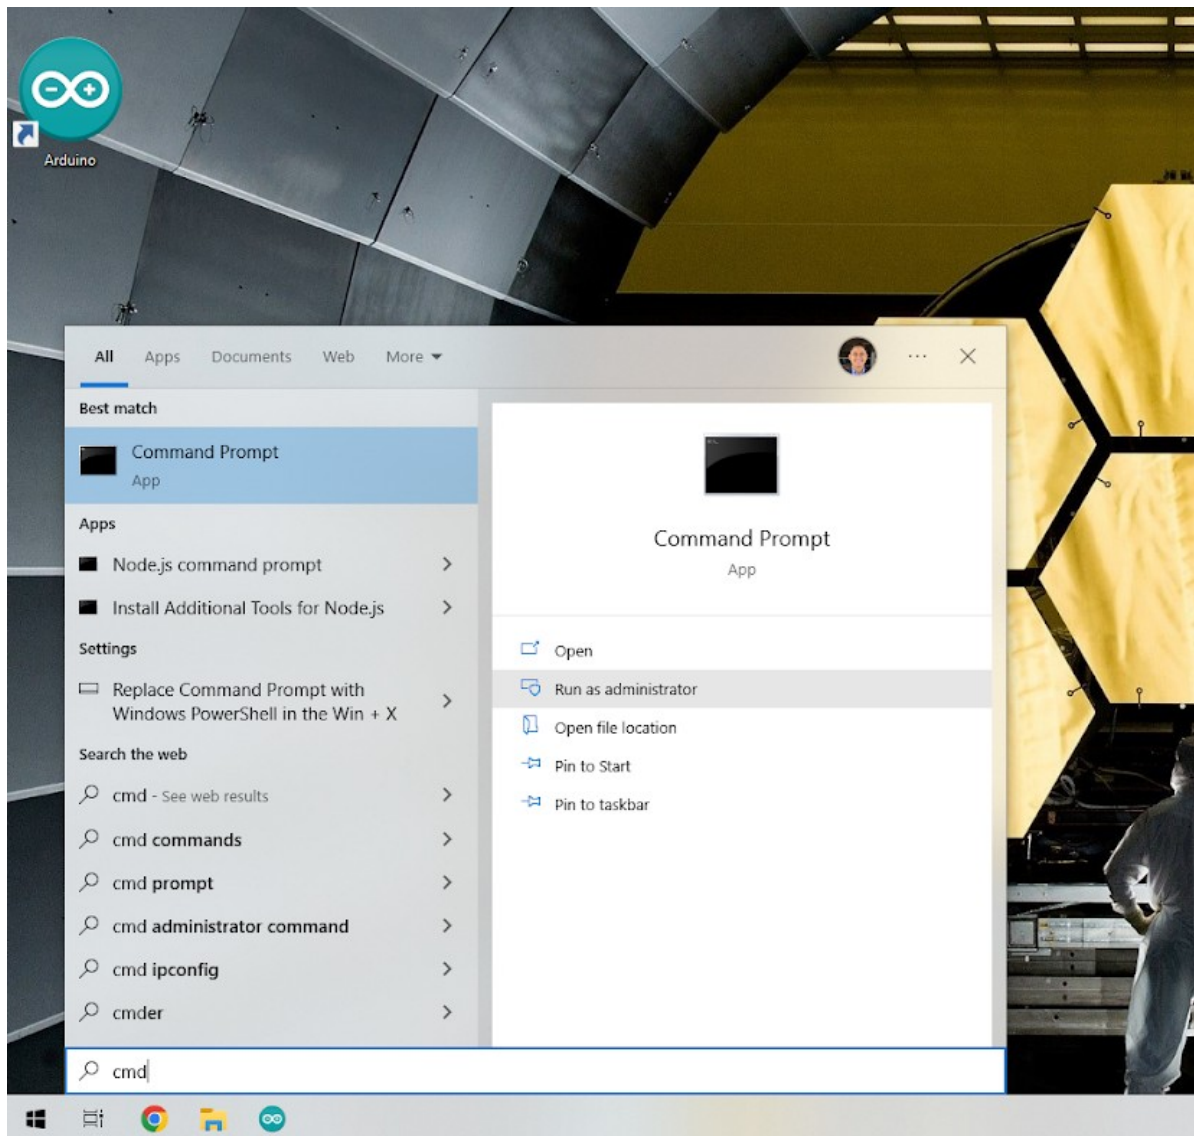 Arduino
All Apps Documents Web More
Best match
Command Prompt
App
Apps
Node.js command prompt
Install Additional Tools for Node.js
Settings
Replace Command Prompt with
Windows PowerShell in the Win + X
Search the web
cmd - See web results
cmd commands
cmd prompt
cmd administrator command
cmd ipconfig
cmder
Command Prompt
App
Open
Run as administrator
Open file location
Pin to Start
Pin to taskbar
cmd